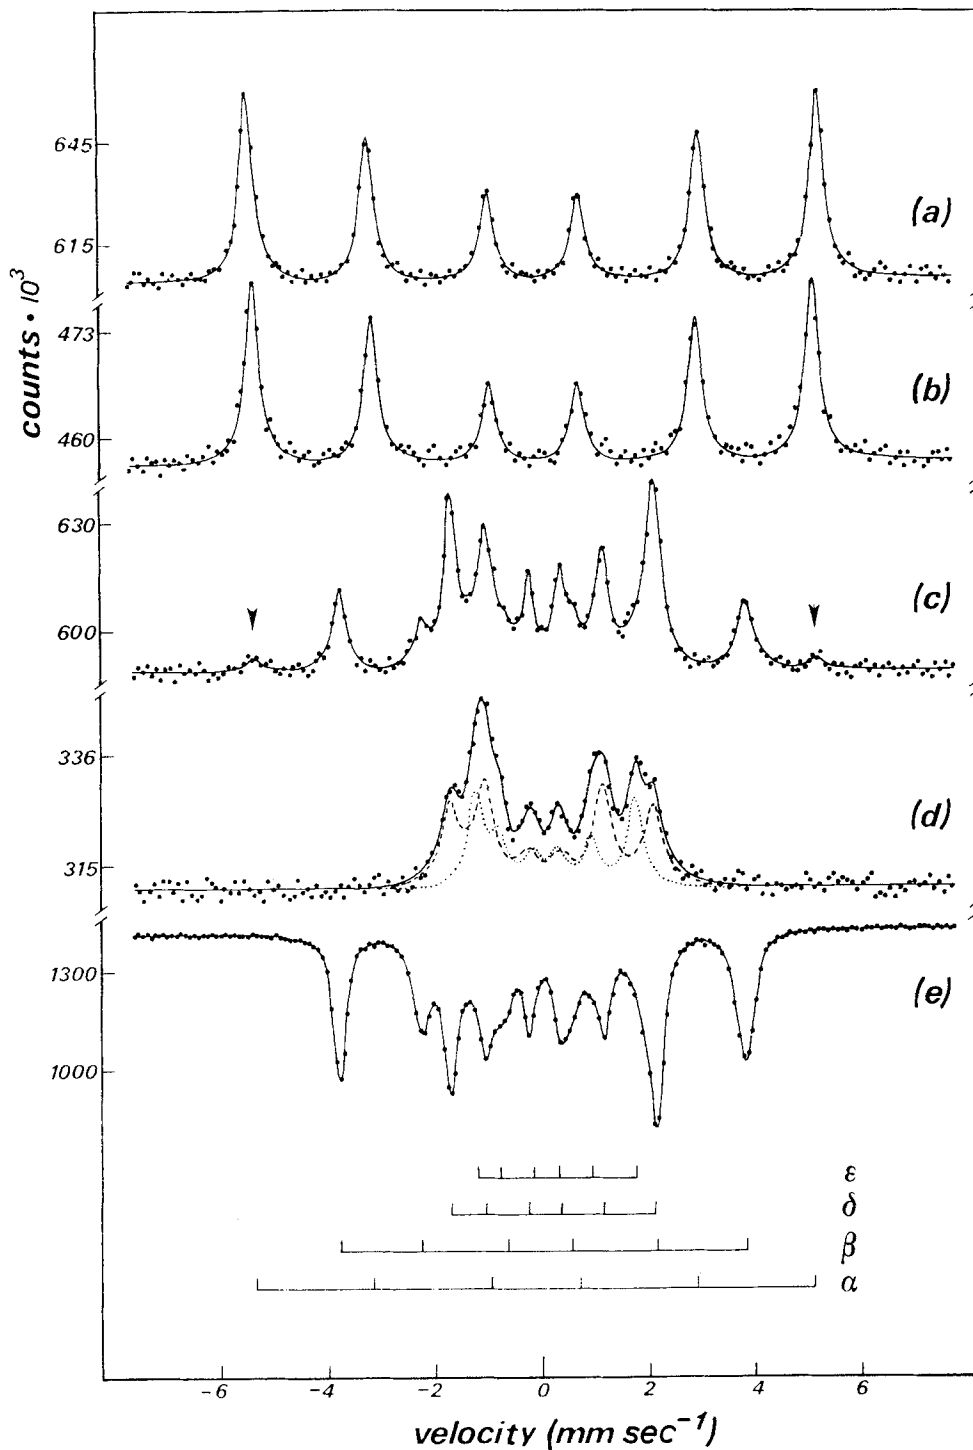 645
(a)
615
counts • 10³
473
(b)
460
630
(c)
600
336
(d)
315
1300
(e)
1000
ε
δ
β
α
−6 −4 −2 0 2 4 6
velocity (mm sec⁻¹)